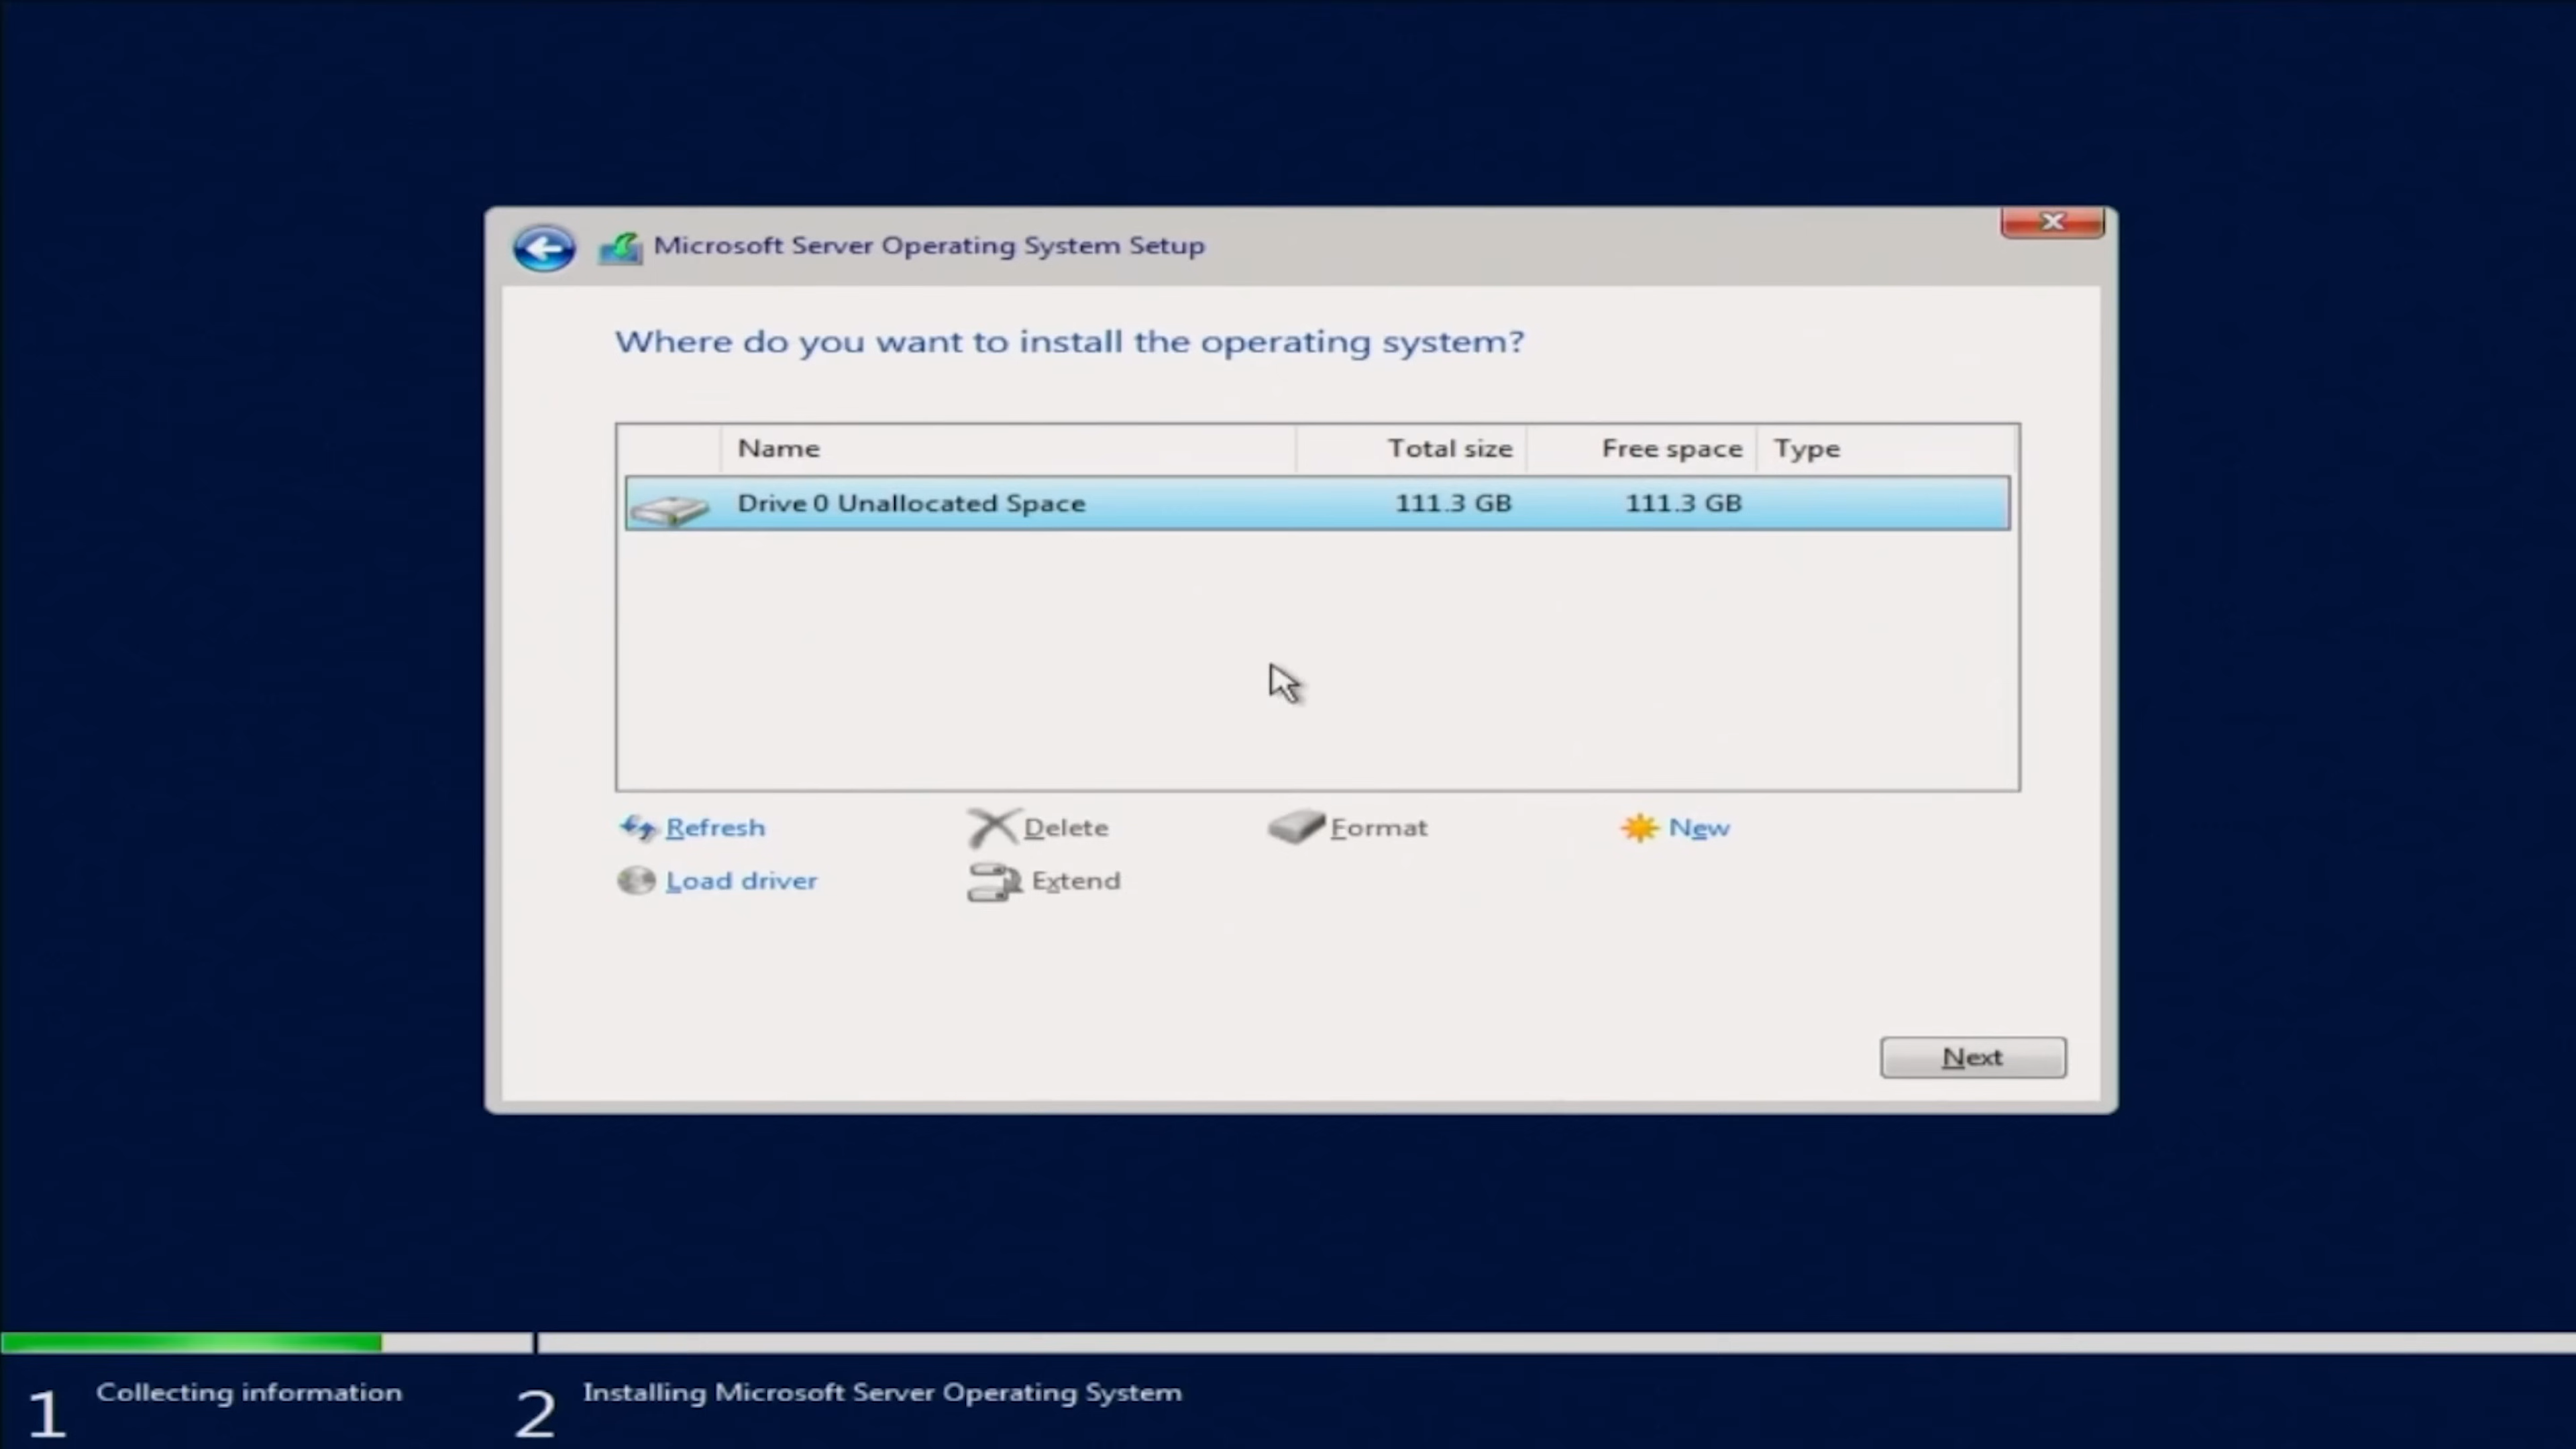 Microsoft Server Operating System Setup
Where do you want to install the operating system?
Name Total size Free space Type
Drive 0 Unallocated Space 111.3 GB 111.3 GB
Refresh Delete Format New
Load driver Extend
Next
1 Collecting information 2 Installing Microsoft Server Operating System